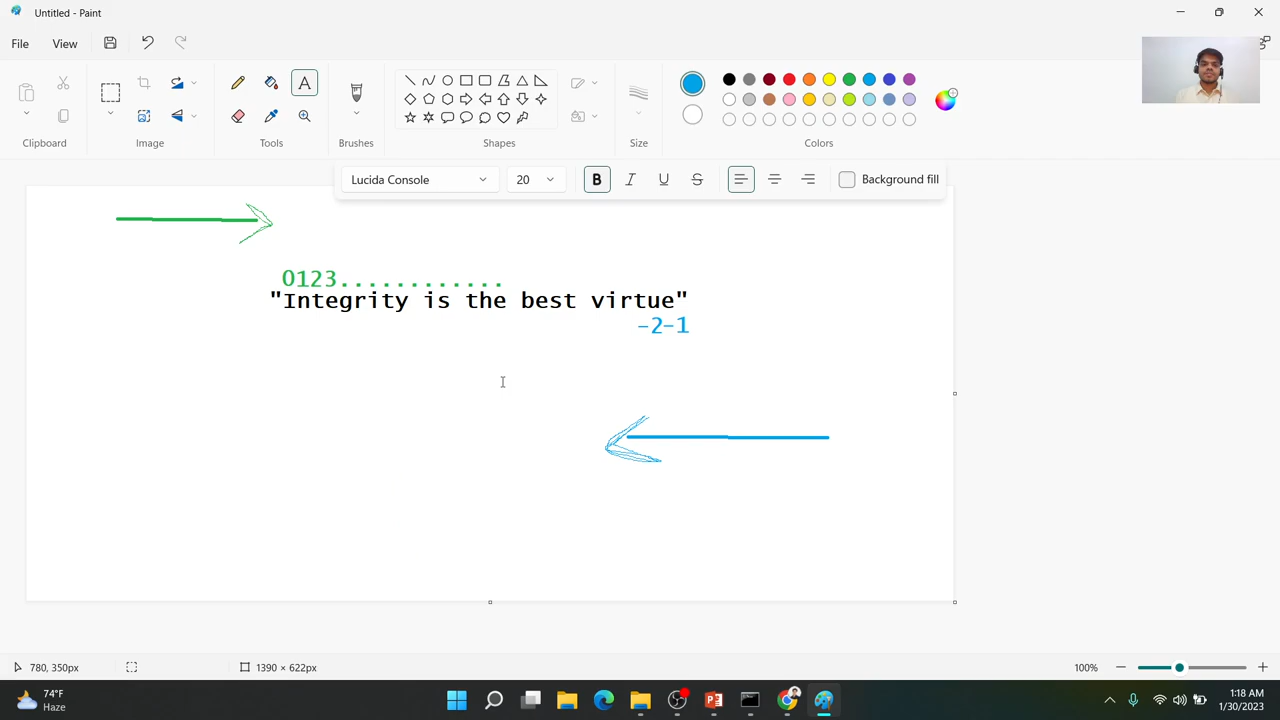 Untitled - Paint
File
View
Clipboard
Image
Tools
Brushes
Shapes
Size
Colors
A
Lucida Console
20
B
I
U
S
Background fill
0123............
"Integrity is the best virtue"
-2-1
780, 350px
1390 × 622px
100%
74°F
Haze
1:18 AM
1/30/2023